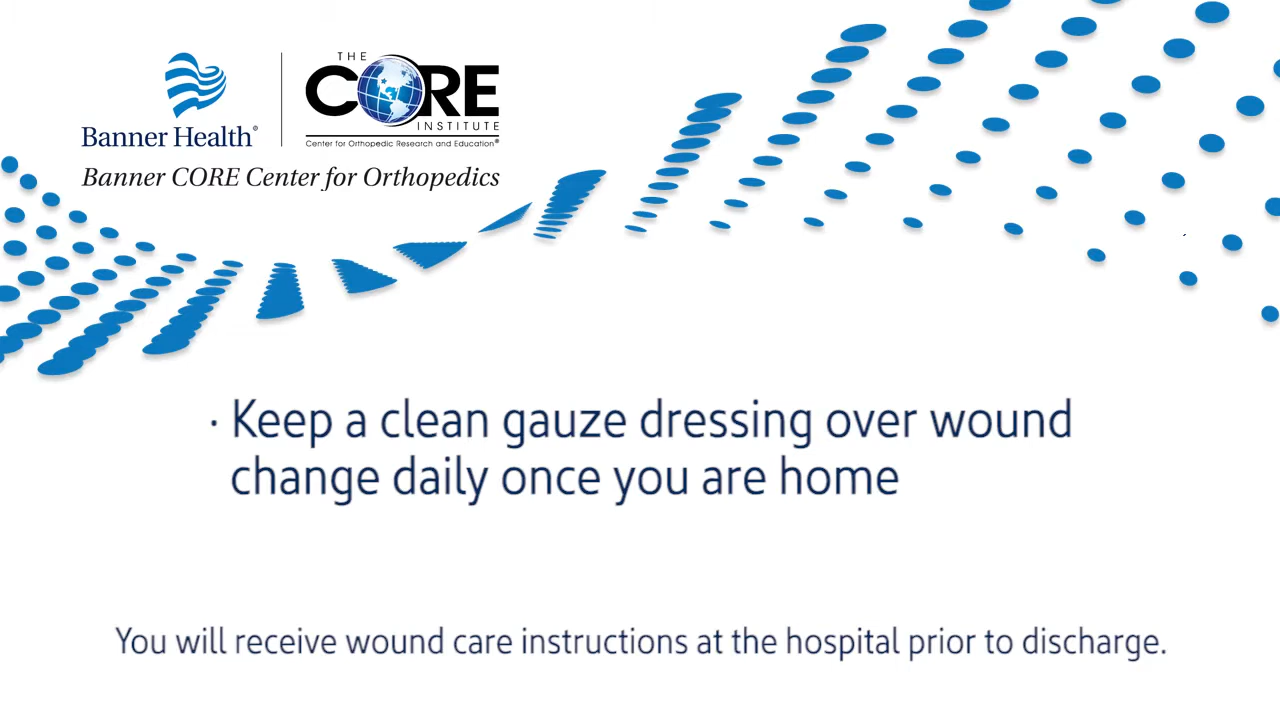 THE
CORE
INSTITUTE
Center for Orthopedic Research and Education®
Banner Health®
Banner CORE Center for Orthopedics
· Keep a clean gauze dressing over wound
change daily once you are home
You will receive wound care instructions at the hospital prior to discharge.